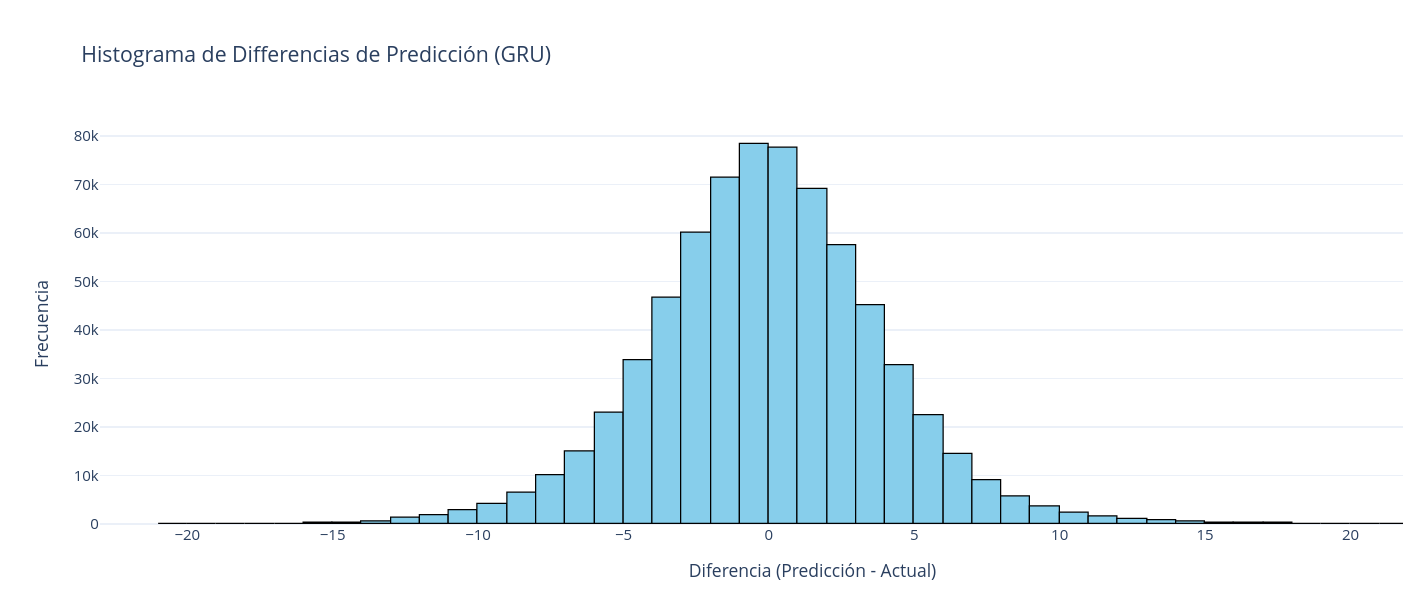 Histograma de Differencias de Predicción (GRU)
80k
70k
60k
50k
40k
30k
20k
10k
0
Frecuencia
−20 −15 −10 −5 0 5 10 15 20
Diferencia (Predicción - Actual)